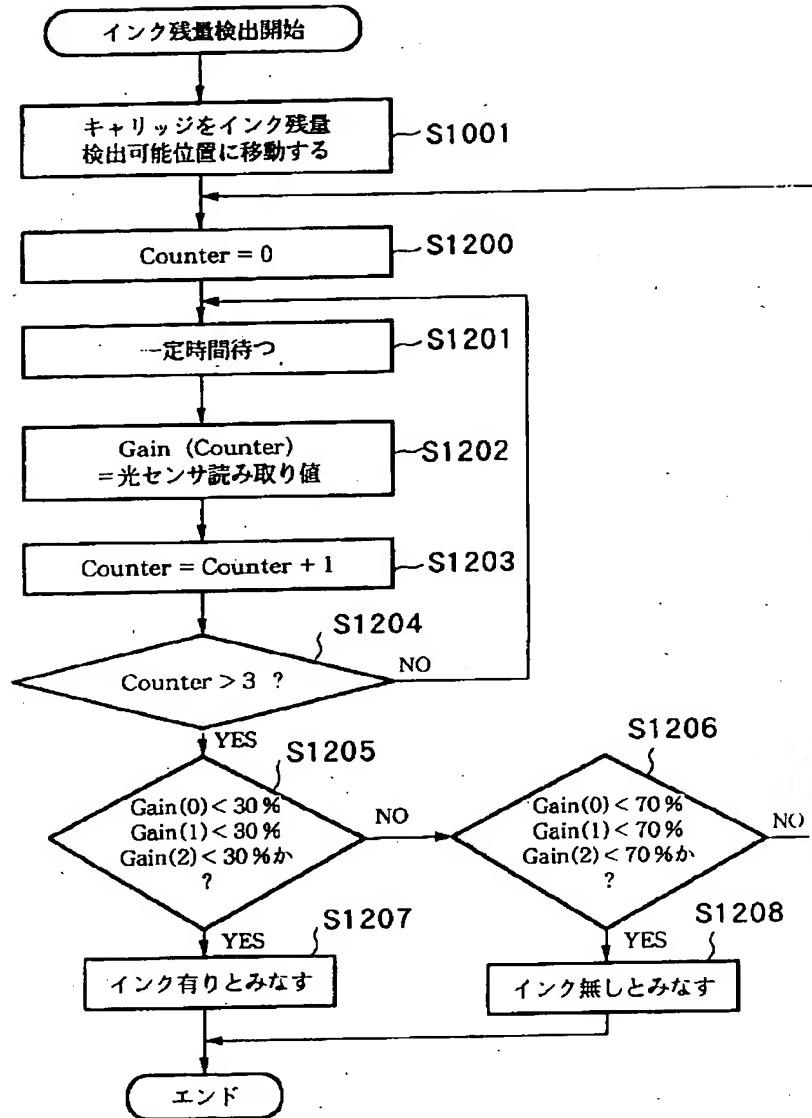 インク残量検出開始
キャリッジをインク残量
検出可能位置に移動する
S1001
Counter = 0
S1200
一定時間待つ
S1201
Gain (Counter)
=光センサ読み取り値
S1202
Counter = Counter + 1
S1203
S1204
Counter > 3 ?
NO
YES
S1205
Gain(0) < 30 %
Gain(1) < 30 %
Gain(2) < 30 %か
?
NO
S1206
Gain(0) < 70 %
Gain(1) < 70 %
Gain(2) < 70 %か
?
NO
YES
S1207
インク有りとみなす
YES
S1208
インク無しとみなす
エンド